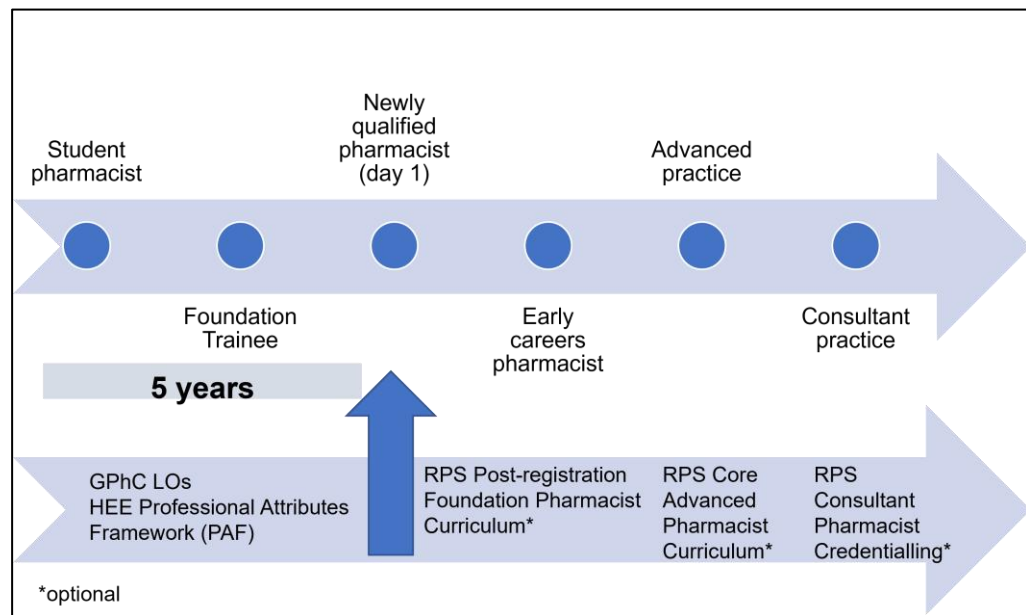 Student
pharmacist
Newly
qualified
pharmacist
(day 1)
Advanced
practice
Foundation
Trainee
Early
careers
pharmacist
Consultant
practice
5 years
GPhC LOs
HEE Professional Attributes
Framework (PAF)
RPS Post-registration
Foundation Pharmacist
Curriculum*
RPS Core
Advanced
Pharmacist
Curriculum*
RPS
Consultant
Pharmacist
Credentialling*
*optional